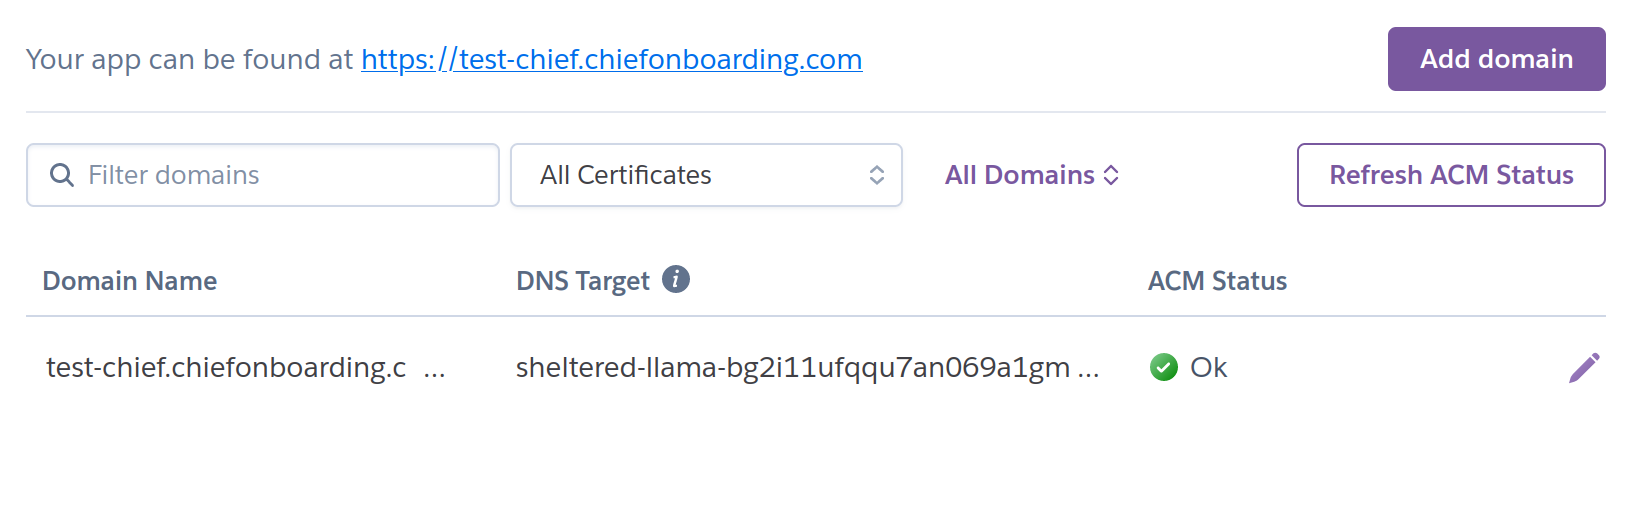 Your app can be found at https://test-chief.chiefonboarding.com
Add domain
Filter domains
All Certificates
All Domains
Refresh ACM Status
Domain Name
DNS Target
ACM Status
test-chief.chiefonboarding.c ...
sheltered-llama-bg2i11ufqqu7an069a1gm ...
Ok